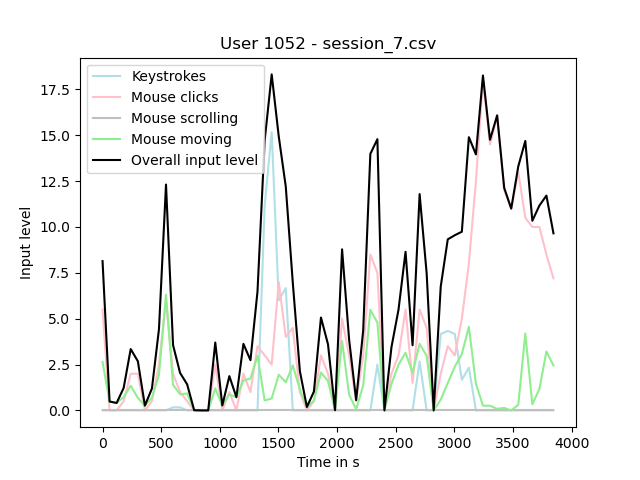 User 1052 - session_7.csv
Keystrokes
Mouse clicks
Mouse scrolling
Mouse moving
Overall input level
17.5
15.0
12.5
10.0
7.5
5.0
2.5
0.0
Input level
0 500 1000 1500 2000 2500 3000 3500 4000
Time in s